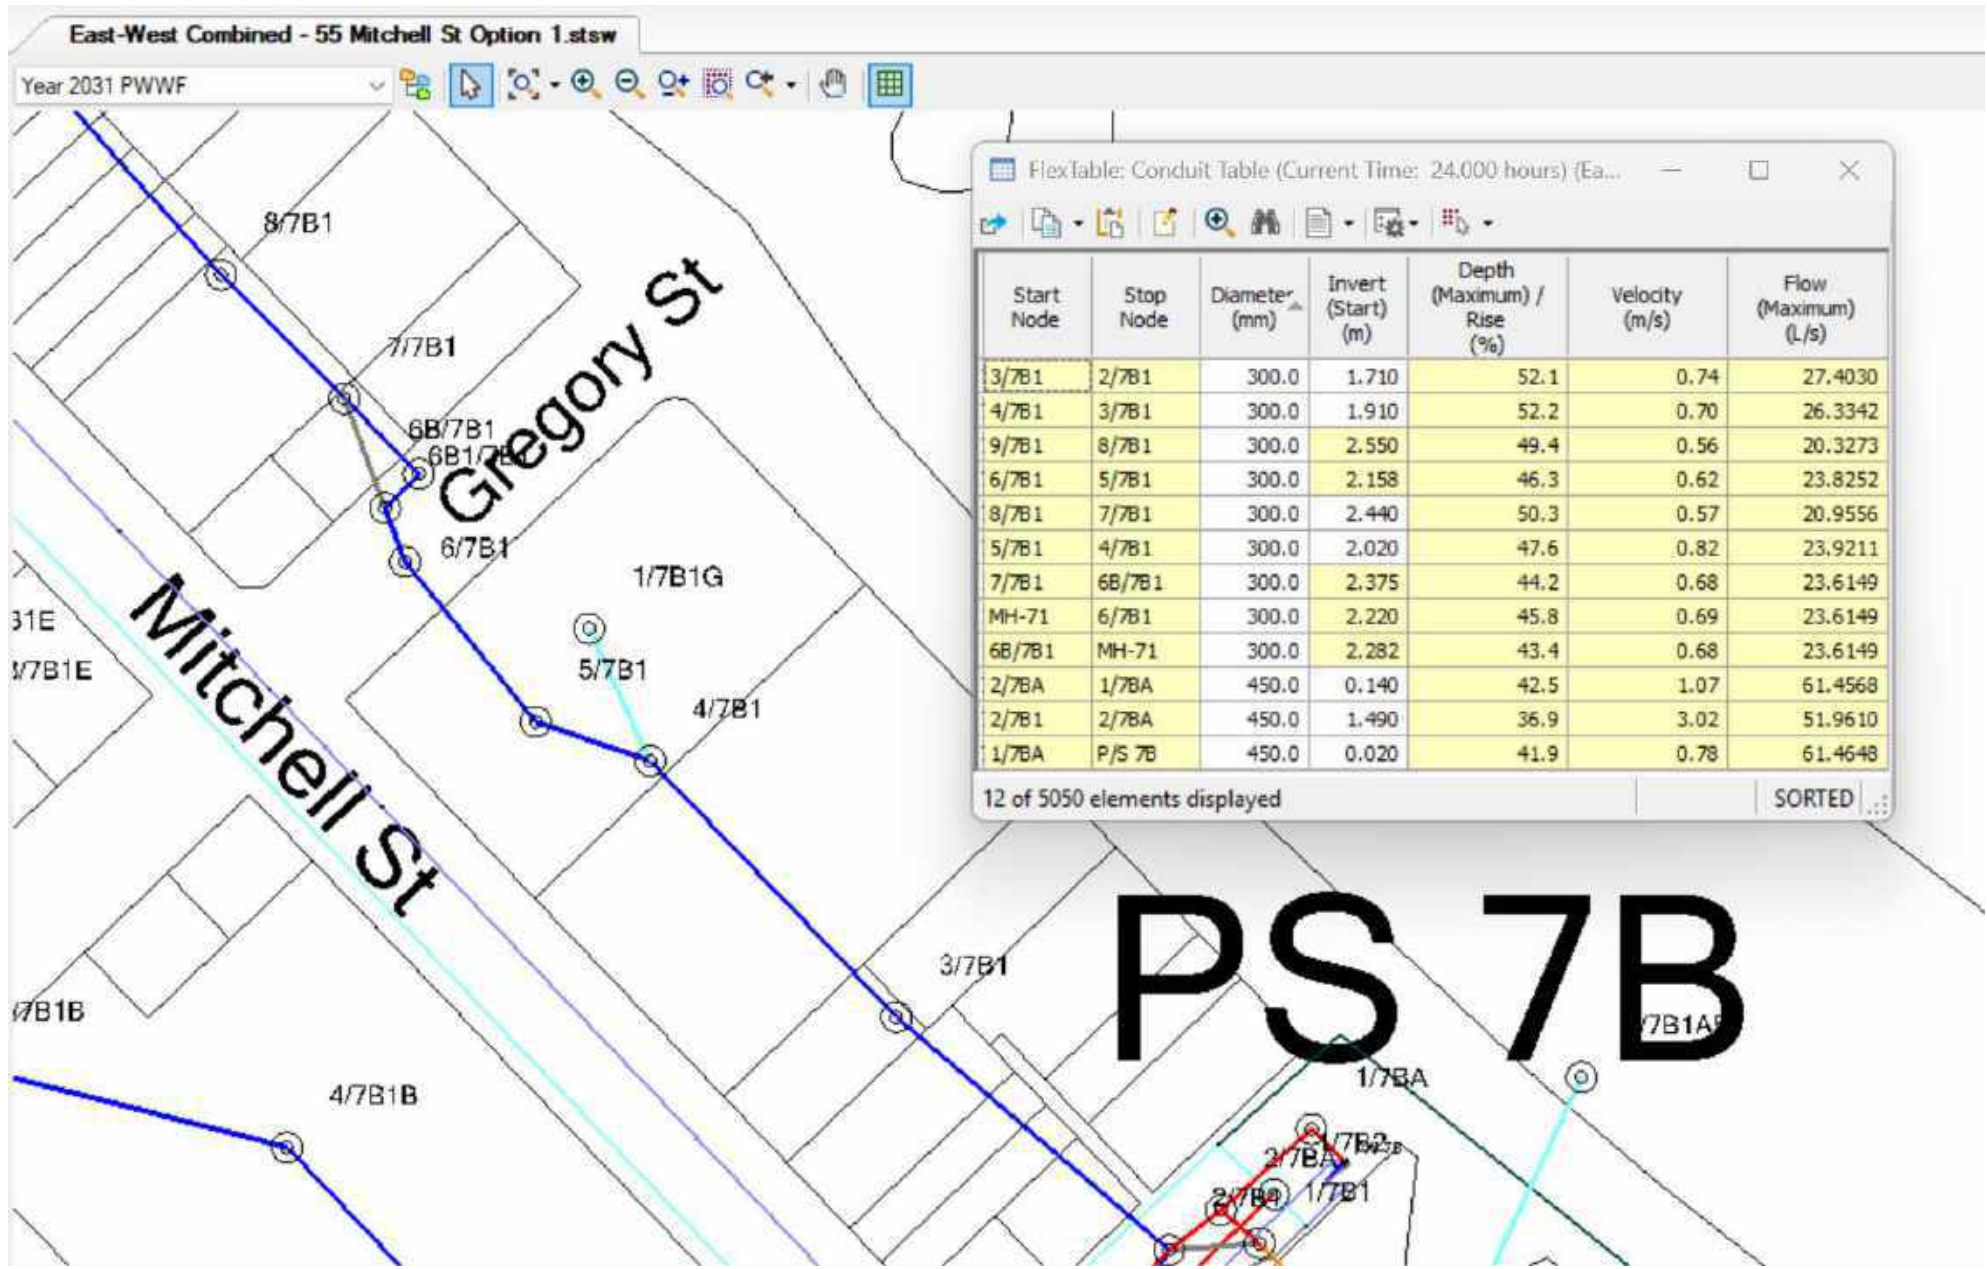 East-West Combined - 55 Mitchell St Option 1.stsw
Year 2031 PWWF
FlexTable: Conduit Table (Current Time: 24.000 hours) (Ea...
Start Node Stop Node Diameter (mm) Invert (Start) (m) Depth (Maximum) / Rise (%) Velocity (m/s) Flow (Maximum) (L/s)
3/7B1 2/7B1 300.0 1.710 52.1 0.74 27.4030
4/7B1 3/7B1 300.0 1.910 52.2 0.70 26.3342
9/7B1 8/7B1 300.0 2.550 49.4 0.56 20.3273
6/7B1 5/7B1 300.0 2.158 46.3 0.62 23.8252
8/7B1 7/7B1 300.0 2.440 50.3 0.57 20.9556
5/7B1 4/7B1 300.0 2.020 47.6 0.82 23.9211
7/7B1 6B/7B1 300.0 2.375 44.2 0.68 23.6149
MH-71 6/7B1 300.0 2.220 45.8 0.69 23.6149
6B/7B1 MH-71 300.0 2.282 43.4 0.68 23.6149
2/7BA 1/7BA 450.0 0.140 42.5 1.07 61.4568
2/7B1 2/7BA 450.0 1.490 36.9 3.02 51.9610
1/7BA P/S 7B 450.0 0.020 41.9 0.78 61.4648
12 of 5050 elements displayed
SORTED
8/7B1
7/7B1
Gregory St
6B/7B1
6/7B1
1/7B1G
Mitchell St
5/7B1
4/7B1
3/7B1
PS 7B
4/7B1B
1/7BA
2/7BA
1/7B2
2/7B1
1/7B1